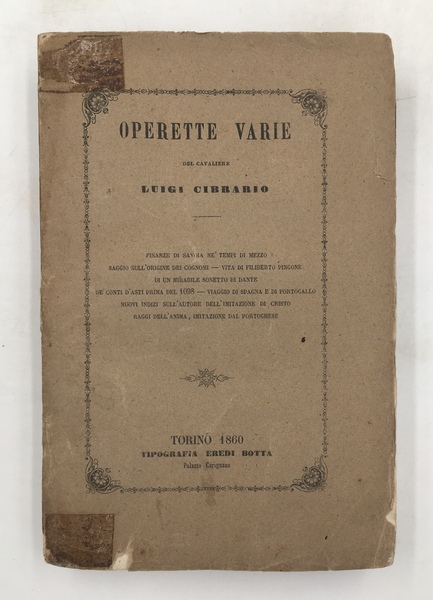 OPERETTE VARIE
DEL CAVALIERE
LUIGI CIBRARIO
FINANZE DI SAVOIA NE' TEMPI DI MEZZO
SAGGIO SULL'ORIGINE DEI COGNOMI — VITA DI FILIBERTO PINGONE
DI UN MIRABILE SONETTO DI DANTE
DE' CONTI D'ASTI PRIMA DEL 1098 — VIAGGIO DI SPAGNA E DI PORTOGALLO
NUOVI INDIZI SULL'AUTORE DELL'IMITAZIONE DI CRISTO
RAGGI DELL'ANIMA, IMITAZIONE DAL PORTOGHESE
TORINO 1860
TIPOGRAFIA EREDI BOTTA
Palazzo Carignano